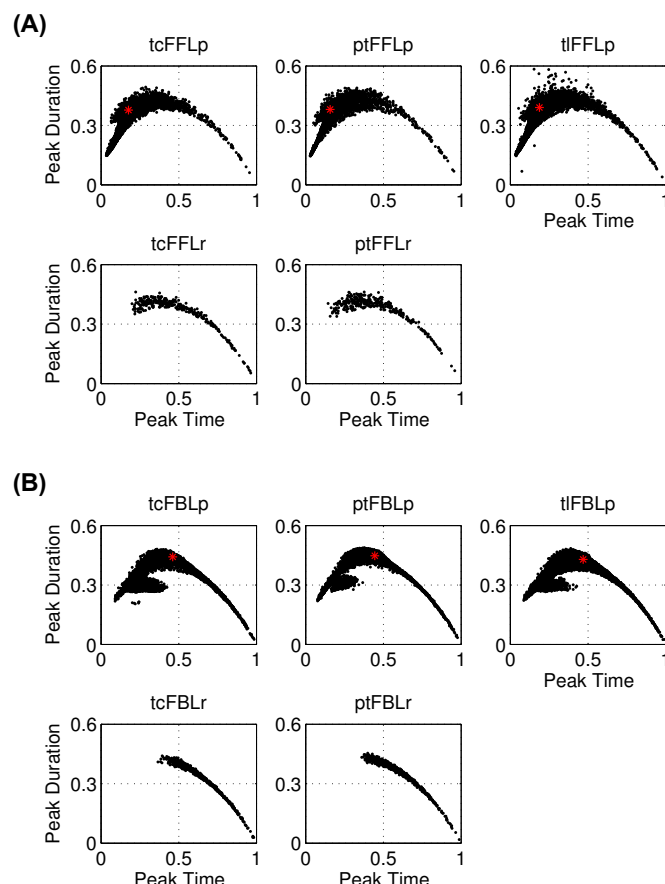 (A)
tcFFLp ptFFLp tlFFLp
Peak Duration
0.6 0.6 0.6
0.3 0.3 0.3
0 0 0
0 0.5 1 0 0.5 1 0 0.5 1
Peak Time
tcFFLr ptFFLr
Peak Duration
0.6 0.6
0.3 0.3
0 0
0 0.5 1 0 0.5 1
Peak Time Peak Time
(B)
tcFBLp ptFBLp tlFBLp
Peak Duration
0.6 0.6 0.6
0.3 0.3 0.3
0 0 0
0 0.5 1 0 0.5 1 0 0.5 1
Peak Time
tcFBLr ptFBLr
Peak Duration
0.6 0.6
0.3 0.3
0 0
0 0.5 1 0 0.5 1
Peak Time Peak Time